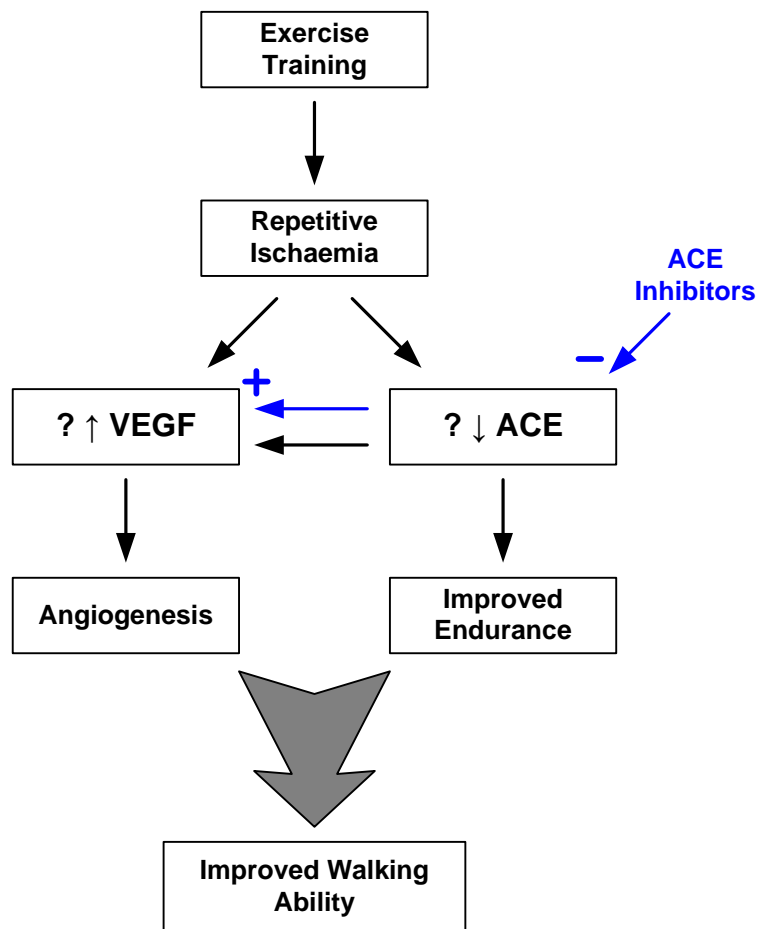 Exercise
Training
Repetitive
Ischaemia
ACE
Inhibitors
−
+
? ↑ VEGF
? ↓ ACE
Angiogenesis
Improved
Endurance
Improved Walking
Ability